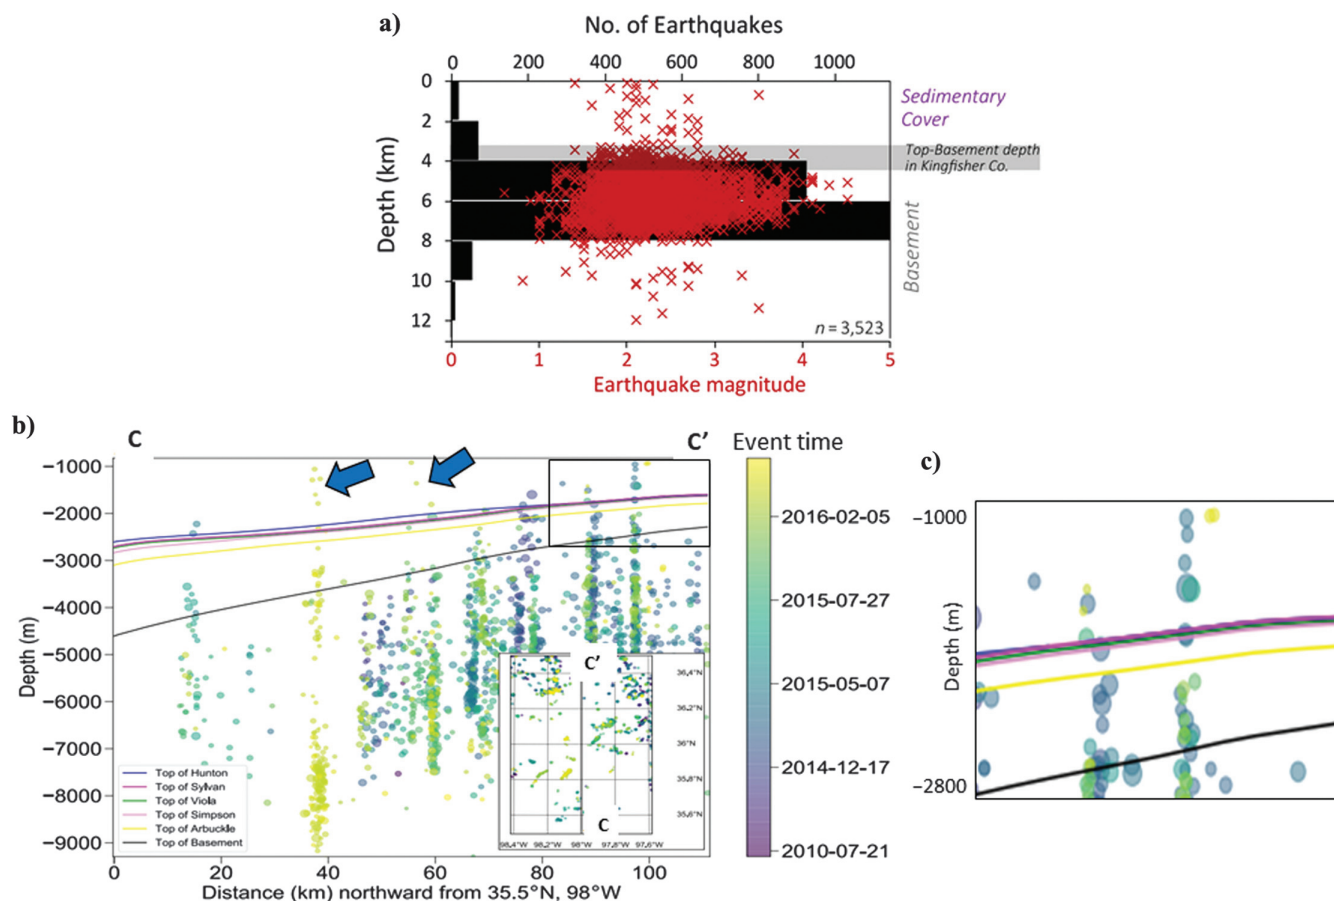 a)
No. of Earthquakes
0 200 400 600 800 1000
0
2
4
6
8
10
12
Depth (km)
Sedimentary
Cover
Top-Basement depth
in Kingfisher Co.
Basement
n = 3,523
0 1 2 3 4 5
Earthquake magnitude
b)
C
C’
−1000
−2000
−3000
−4000
−5000
−6000
−7000
−8000
−9000
Depth (m)
Top of Hunton
Top of Sylvan
Top of Viola
Top of Simpson
Top of Arbuckle
Top of Basement
C’
36,4°N
36,2°N
36°N
35,8°N
35,6°N
C
98.4°W 98,2°W 98°W 97,8°W 97,6°W
0 20 40 60 80 100
Distance (km) northward from 35.5°N, 98°W
Event time
2016-02-05
2015-07-27
2015-05-07
2014-12-17
2010-07-21
c)
−1000
Depth (m)
−2800